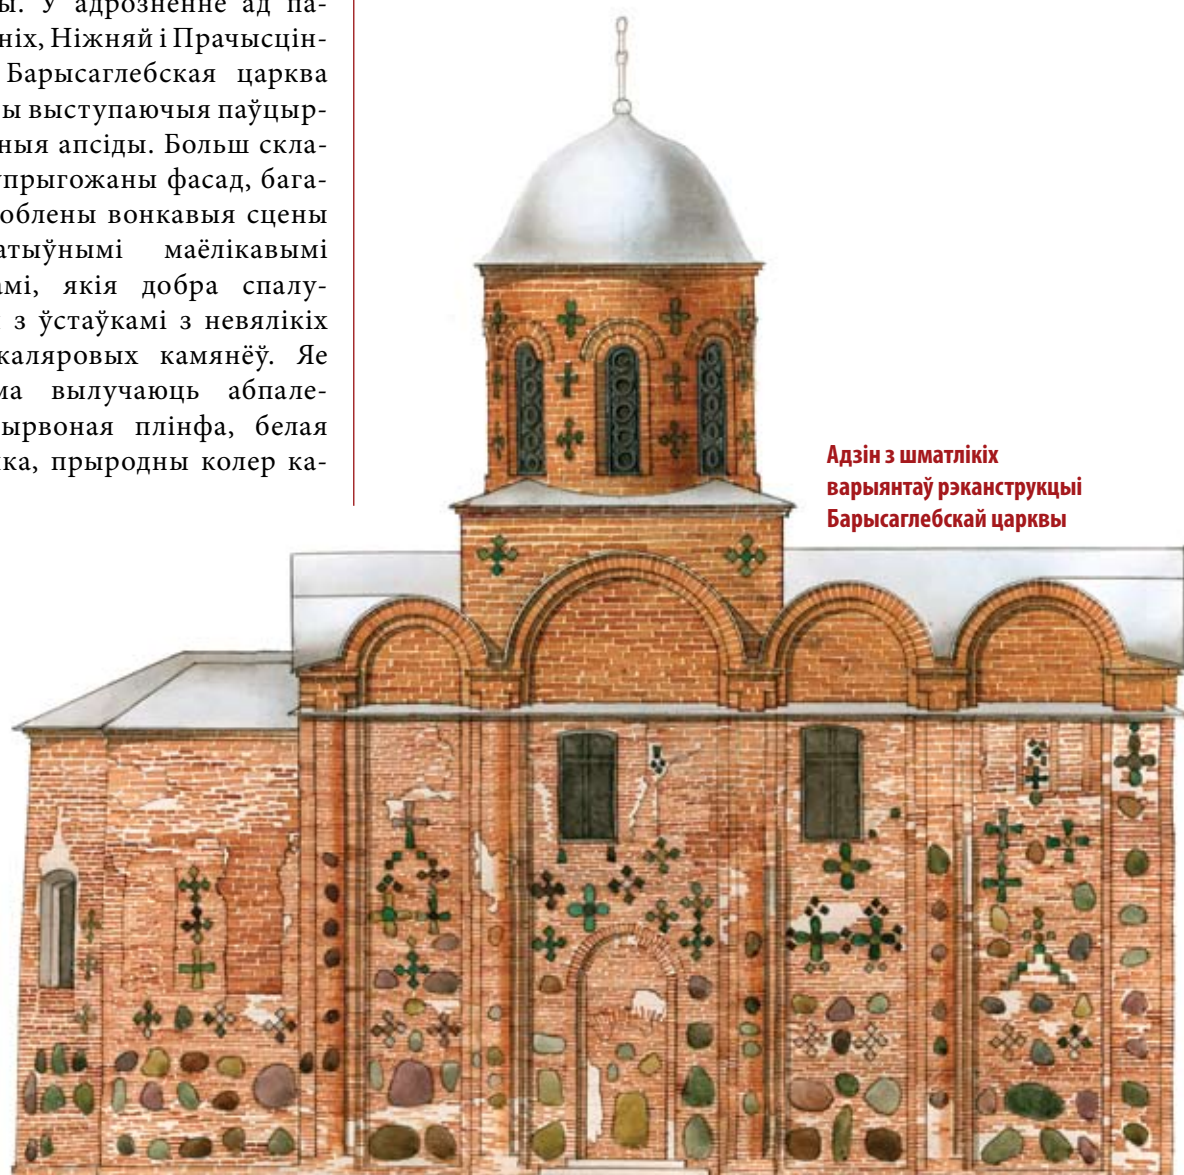 ы. У адрозненне ад па-
ніх, Ніжняй і Прачысцін-
Барысаглебская царква
ы выступаючыя паўцыр-
ныя апсіды. Больш скла-
упрыгожаны фасад, бага-
облены вонкавыя сцены
атыўнымі маёлікавымі
амі, якія добра спалу-
з ўстаўкамі з невялікіх
каляровых камянёў. Яе
ма вылучаюць абпале-
ырвоная плінфа, белая
ка, прыродны колер ка-
Адзін з шматлікіх
варыянтаў рэканструкцыі
Барысаглебскай царквы